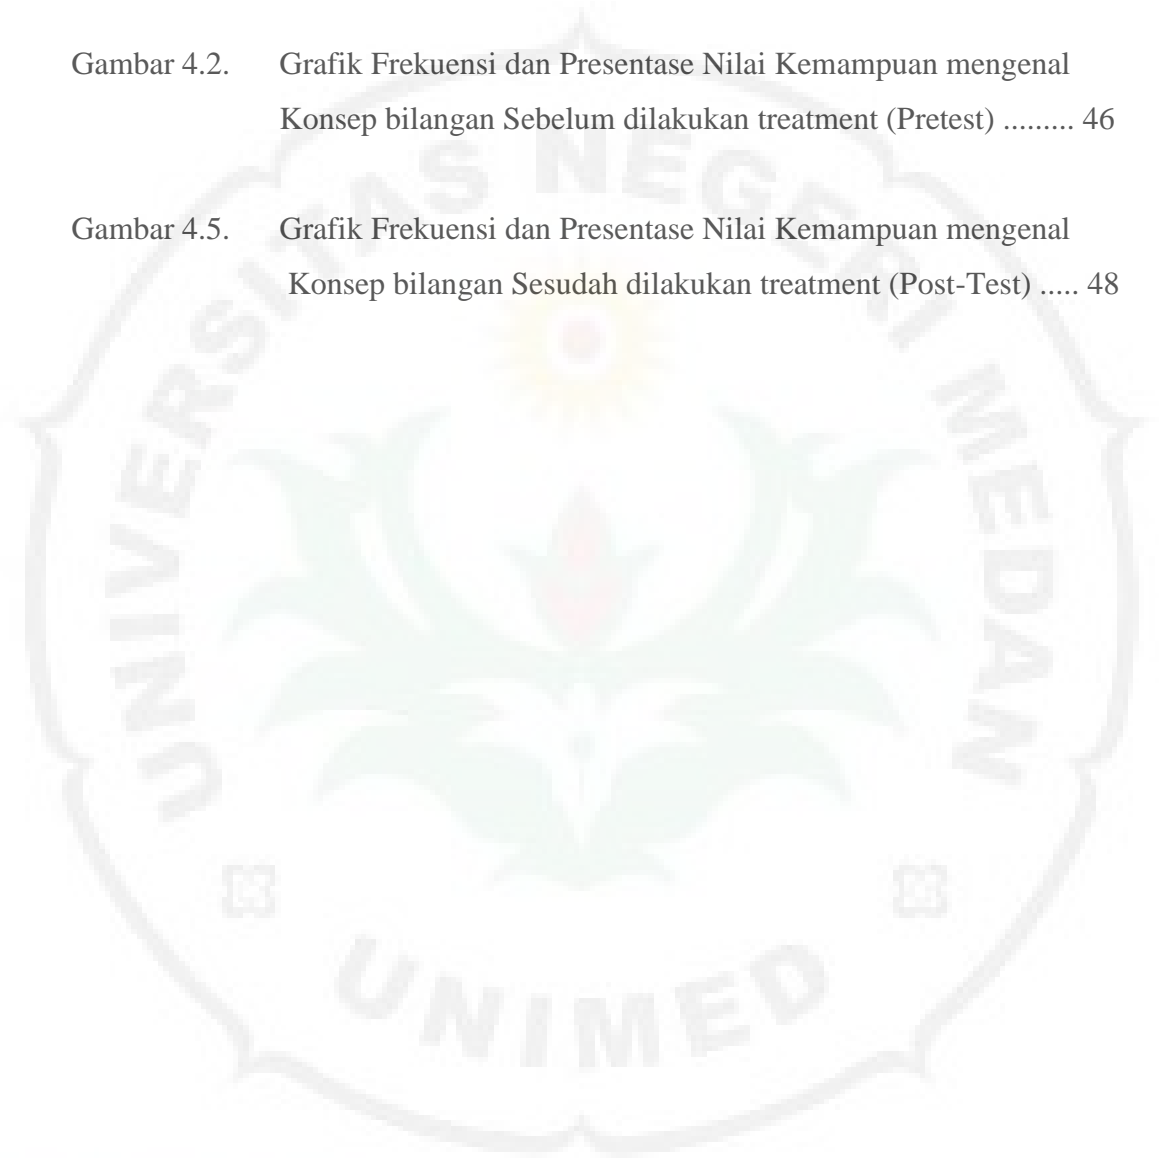 Gambar 4.2. Grafik Frekuensi dan Presentase Nilai Kemampuan mengenal
Konsep bilangan Sebelum dilakukan treatment (Pretest) ......... 46
Gambar 4.5. Grafik Frekuensi dan Presentase Nilai Kemampuan mengenal
Konsep bilangan Sesudah dilakukan treatment (Post-Test) ..... 48
UNIVERSITAS NEGERI MEDAN
UNIMED